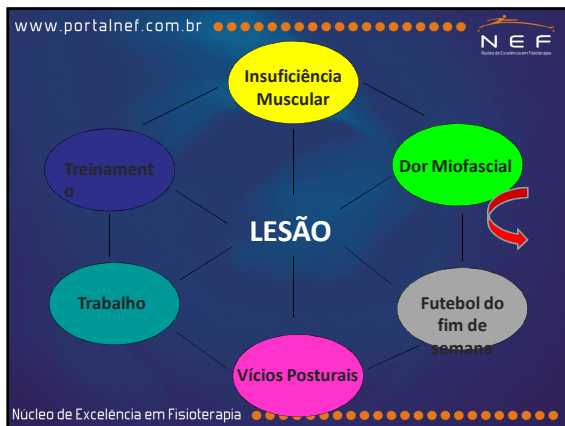 www.portalnef.com.br
NEF
Núcleo de Excelência em Fisioterapia
Insuficiência
Muscular
Treinament
o
Dor Miofascial
LESÃO
Trabalho
Futebol do
fim de
semana
Vícios Posturais
Núcleo de Excelência em Fisioterapia